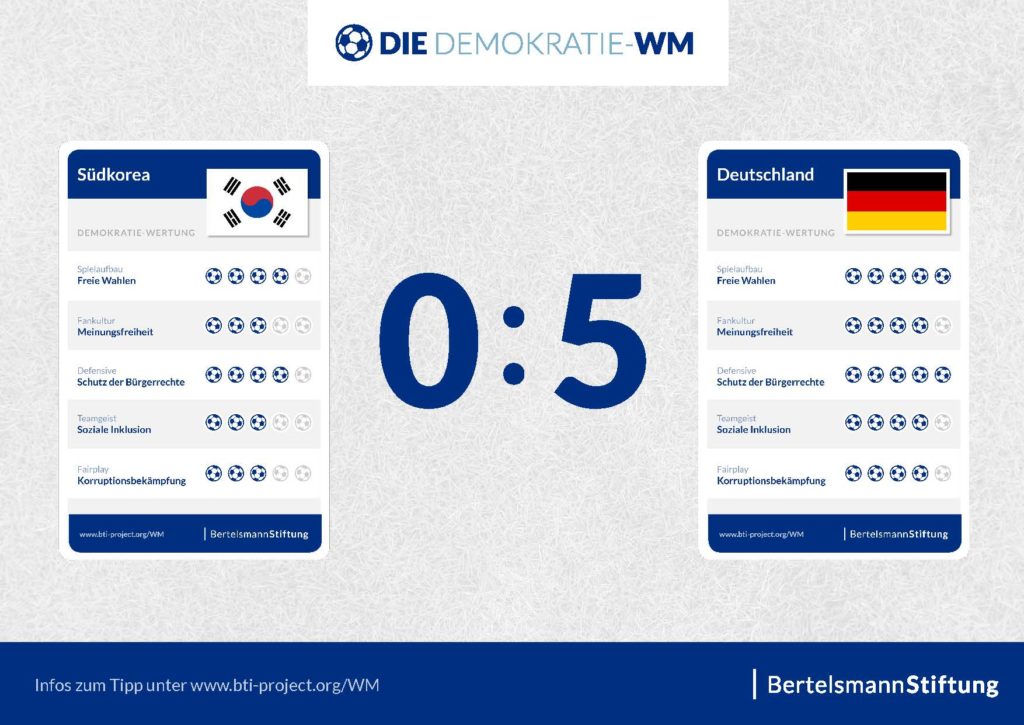 DIE DEMOKRATIE-WM
Südkorea
DEMOKRATIE-WERTUNG
Spielaufbau
Freie Wahlen
Fankultur
Meinungsfreiheit
Defensive
Schutz der Bürgerrechte
Teamgeist
Soziale Inklusion
Fairplay
Korruptionsbekämpfung
www.bti-project.org/WM
BertelsmannStiftung
0:5
Deutschland
DEMOKRATIE-WERTUNG
Spielaufbau
Freie Wahlen
Fankultur
Meinungsfreiheit
Defensive
Schutz der Bürgerrechte
Teamgeist
Soziale Inklusion
Fairplay
Korruptionsbekämpfung
www.bti-project.org/WM
BertelsmannStiftung
Infos zum Tipp unter www.bti-project.org/WM
BertelsmannStiftung